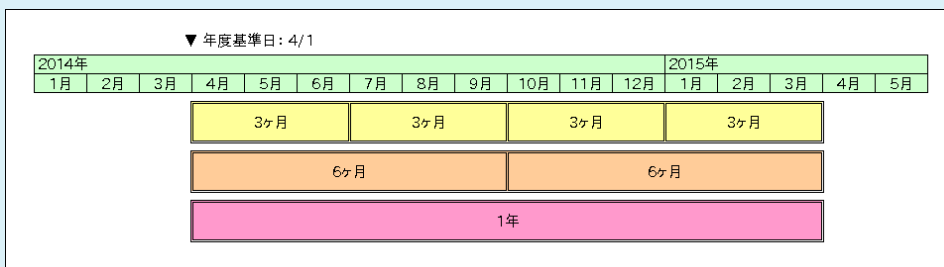 ▼ 年度基準日：4/1
2014年 2015年
1月 2月 3月 4月 5月 6月 7月 8月 9月 10月 11月 12月 1月 2月 3月 4月 5月
3ヶ月 3ヶ月 3ヶ月 3ヶ月
6ヶ月 6ヶ月
1年